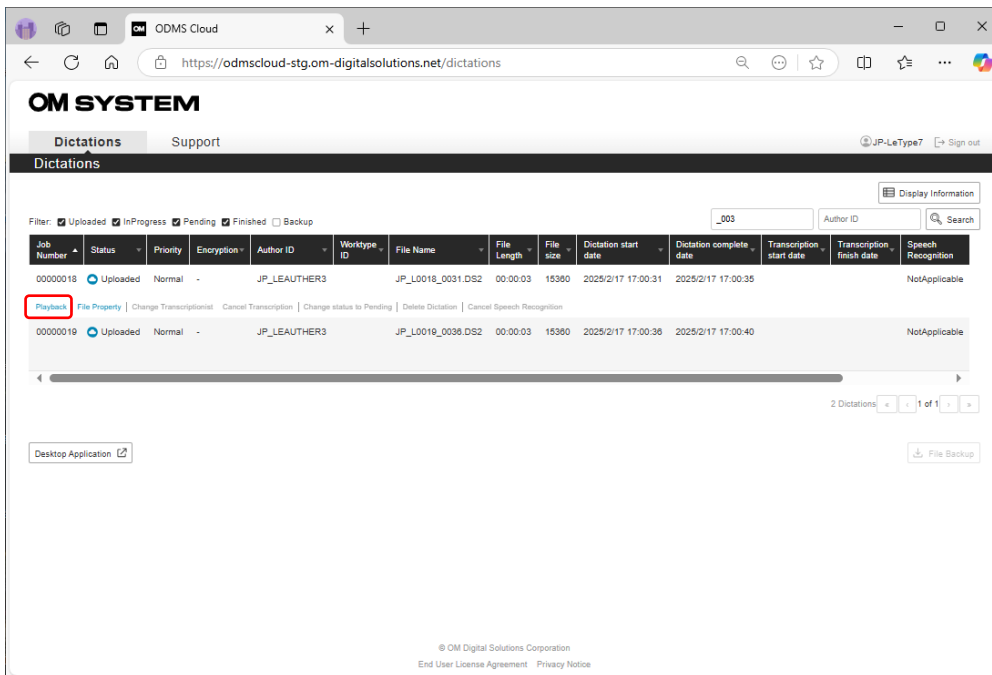 OM ODMS Cloud
https://odmscloud-stg.om-digitalsolutions.net/dictations
OM SYSTEM
Dictations Support JP-LeType7 Sign out
Dictations
Display Information
Filter: Uploaded InProgress Pending Finished Backup _003 Author ID Search
Job Number Status Priority Encryption Author ID Worktype ID File Name File Length File size Dictation start date Dictation complete date Transcription start date Transcription finish date Speech Recognition
00000018 Uploaded Normal - JP_LEAUTHER3 JP_L0018_0031.DS2 00:00:03 15360 2025/2/17 17:00:31 2025/2/17 17:00:35 NotApplicable
Playback File Property | Change Transcriptionist Cancel Transcription | Change status to Pending | Delete Dictation | Cancel Speech Recognition
00000019 Uploaded Normal - JP_LEAUTHER3 JP_L0019_0036.DS2 00:00:03 15360 2025/2/17 17:00:36 2025/2/17 17:00:40 NotApplicable
2 Dictations « ‹ 1 of 1 › »
Desktop Application File Backup
© OM Digital Solutions Corporation
End User License Agreement Privacy Notice